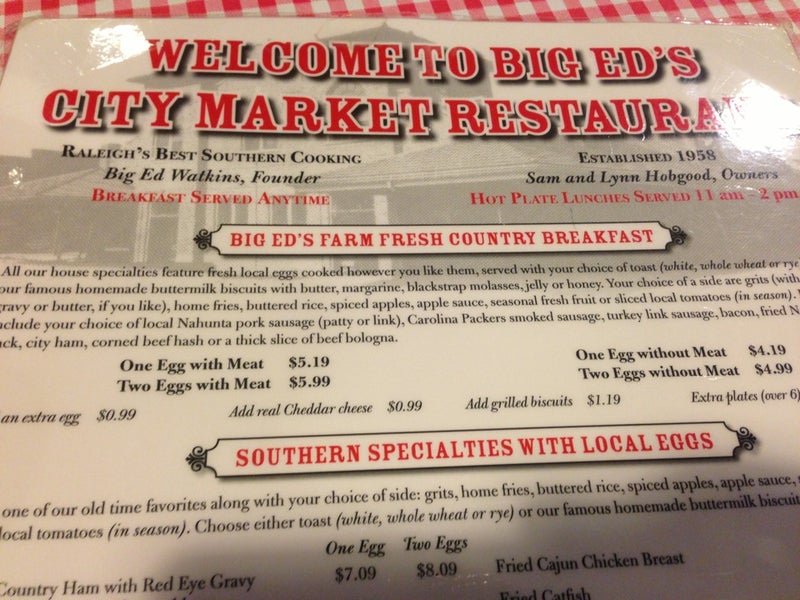 WELCOME TO BIG ED'S
CITY MARKET
RALEIGH'S BEST SOUTHERN COOKING
Big Ed Watkins, Founder
BREAKFAST SERVED ANYTIME
ESTABLISHED 1958
Sam and Lynn Hobgood, Owners
HOT PLATE LUNCHES SERVED 11 am - 2 pm
BIG ED'S FARM FRESH COUNTRY BREAKFAST
All our house specialties feature fresh local eggs cooked however you like them, served with your choice of toast (white, whole wheat or rye
our famous homemade buttermilk biscuits with butter, margarine, blackstrap molasses, jelly or honey. Your choice of a side are grits (with
gravy or butter, if you like), home fries, buttered rice, spiced apples, apple sauce, seasonal fresh fruit or sliced local tomatoes (in season).
include your choice of local Nahunta pork sausage (patty or link), Carolina Packers smoked sausage, turkey link sausage, bacon, fried
city ham, corned beef hash or a thick slice of beef bologna.
One Egg with Meat $5.19
Two Eggs with Meat $5.99
One Egg without Meat $4.19
Two Eggs without Meat $4.99
an extra egg $0.99 Add real Cheddar cheese $0.99 Add grilled biscuits $1.19 Extra plates (over 6)
SOUTHERN SPECIALTIES WITH LOCAL EGGS
one of our old time favorites along with your choice of side: grits, home fries, buttered rice, spiced apples, apple sauce,
local tomatoes (in season). Choose either toast (white, whole wheat or rye) or our famous homemade buttermilk biscuit
One Egg Two Eggs
Country Ham with Red Eye Gravy $7.09 $8.09
Fried Cajun Chicken Breast
Fried Catfish